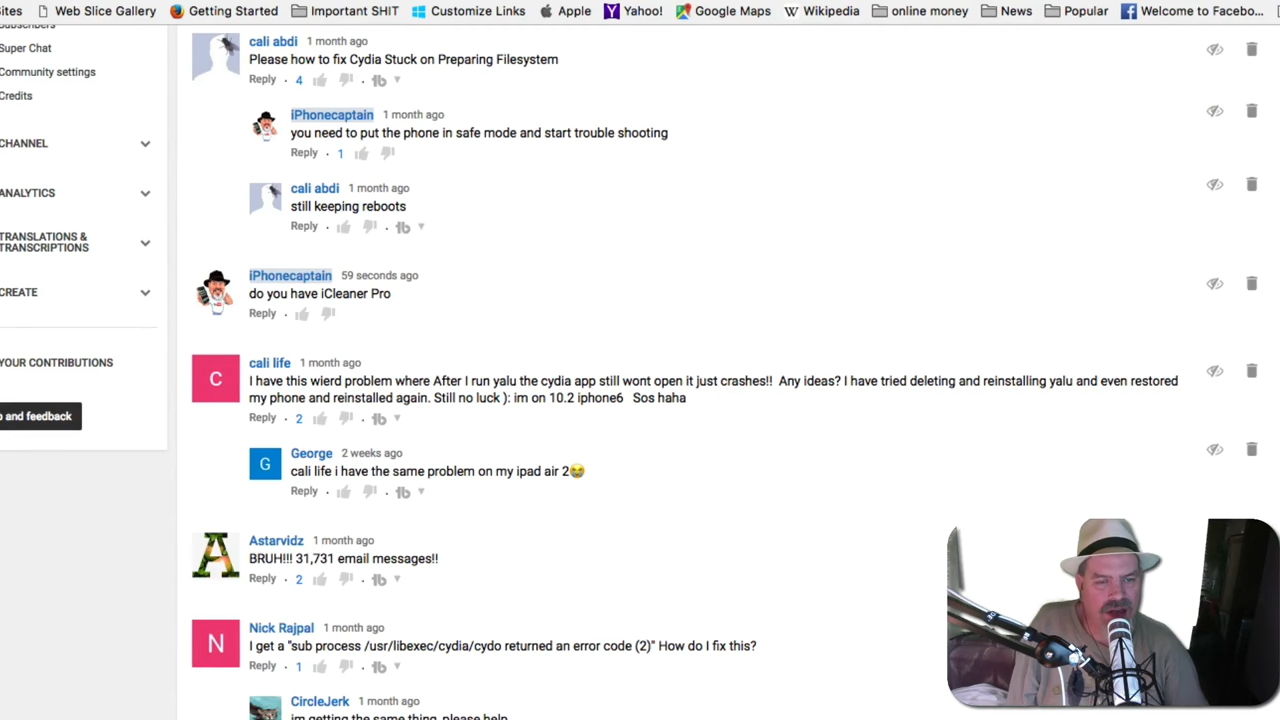 ites Web Slice Gallery Getting Started Important SHIT Customize Links Apple Yahoo! Google Maps Wikipedia online money News Popular Welcome to Facebo...
Super Chat
Community settings
Credits
CHANNEL
ANALYTICS
TRANSLATIONS &
TRANSCRIPTIONS
CREATE
YOUR CONTRIBUTIONS
and feedback
cali abdi 1 month ago
Please how to fix Cydia Stuck on Preparing Filesystem
Reply · 4
iPhonecaptain 1 month ago
you need to put the phone in safe mode and start trouble shooting
Reply · 1
cali abdi 1 month ago
still keeping reboots
Reply ·
iPhonecaptain 59 seconds ago
do you have iCleaner Pro
Reply ·
C
cali life 1 month ago
I have this wierd problem where After I run yalu the cydia app still wont open it just crashes!! Any ideas? I have tried deleting and reinstalling yalu and even restored
my phone and reinstalled again. Still no luck ): im on 10.2 iphone6 Sos haha
Reply · 2
G
George 2 weeks ago
cali life i have the same problem on my ipad air 2😭
Reply ·
A
Astarvidz 1 month ago
BRUH!!! 31,731 email messages!!
Reply · 2
N
Nick Rajpal 1 month ago
I get a "sub process /usr/libexec/cydia/cydo returned an error code (2)" How do I fix this?
Reply · 1
CircleJerk 1 month ago
im getting the same thing, please help